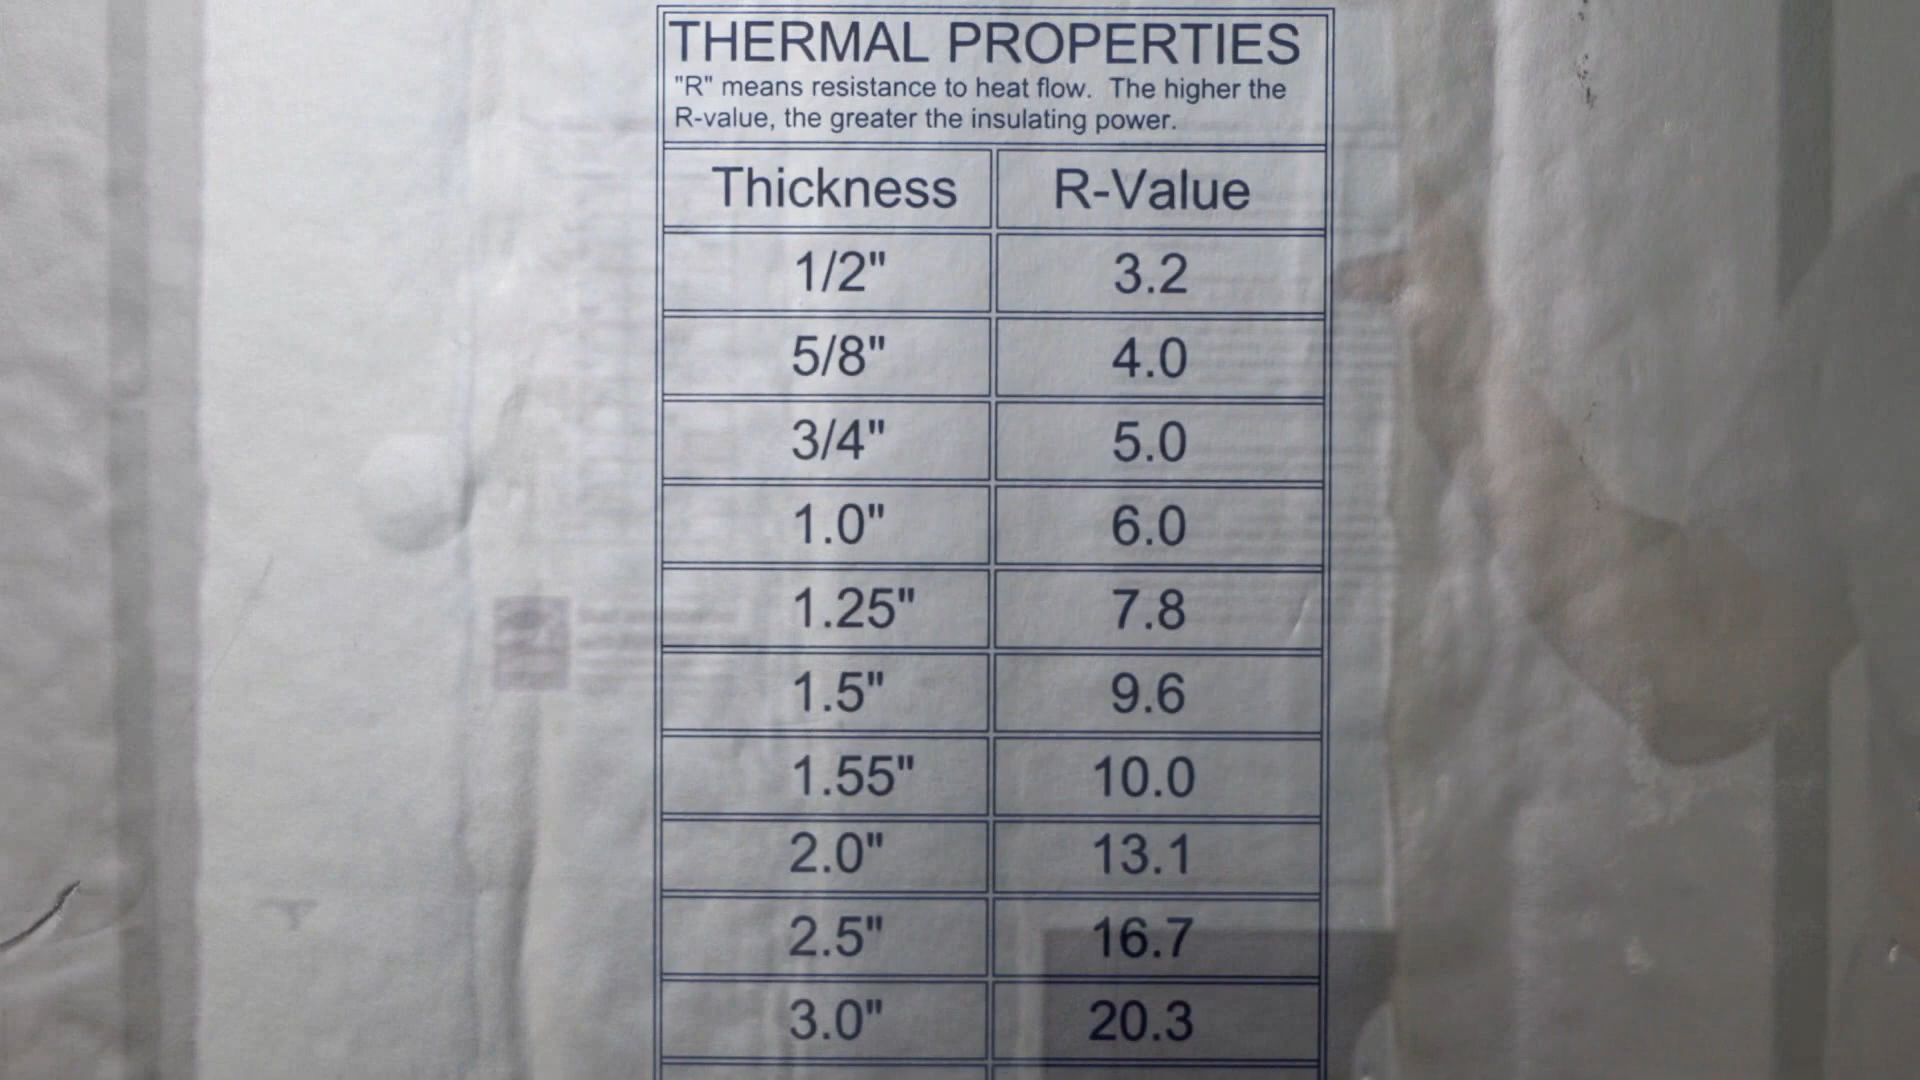 THERMAL PROPERTIES
"R" means resistance to heat flow. The higher the
R-value, the greater the insulating power.
Thickness R-Value
1/2" 3.2
5/8" 4.0
3/4" 5.0
1.0" 6.0
1.25" 7.8
1.5" 9.6
1.55" 10.0
2.0" 13.1
2.5" 16.7
3.0" 20.3